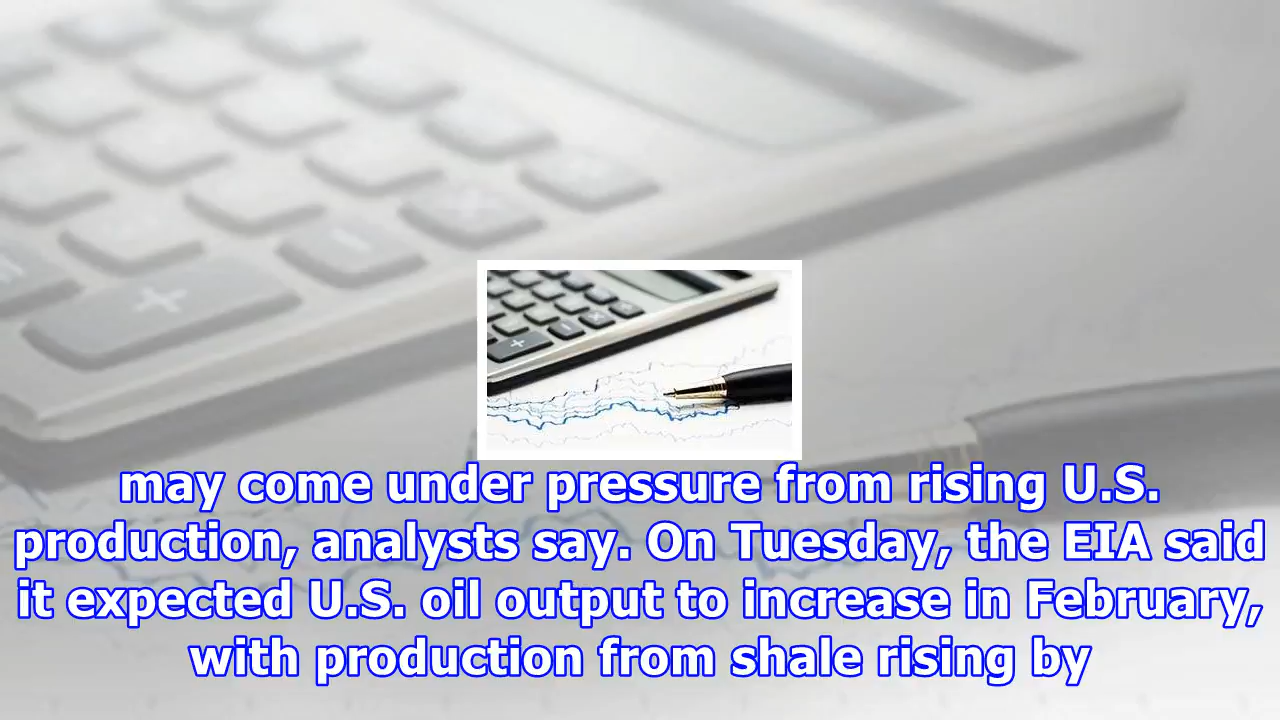 may come under pressure from rising U.S.
production, analysts say. On Tuesday, the EIA said
it expected U.S. oil output to increase in February,
with production from shale rising by